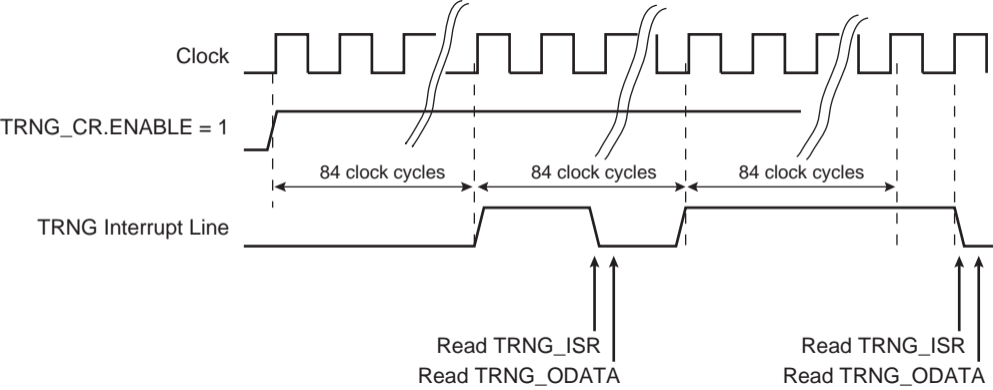 Clock
TRNG_CR.ENABLE = 1
84 clock cycles
84 clock cycles
84 clock cycles
TRNG Interrupt Line
Read TRNG_ISR
Read TRNG_ISR
Read TRNG_ODATA
Read TRNG_ODATA